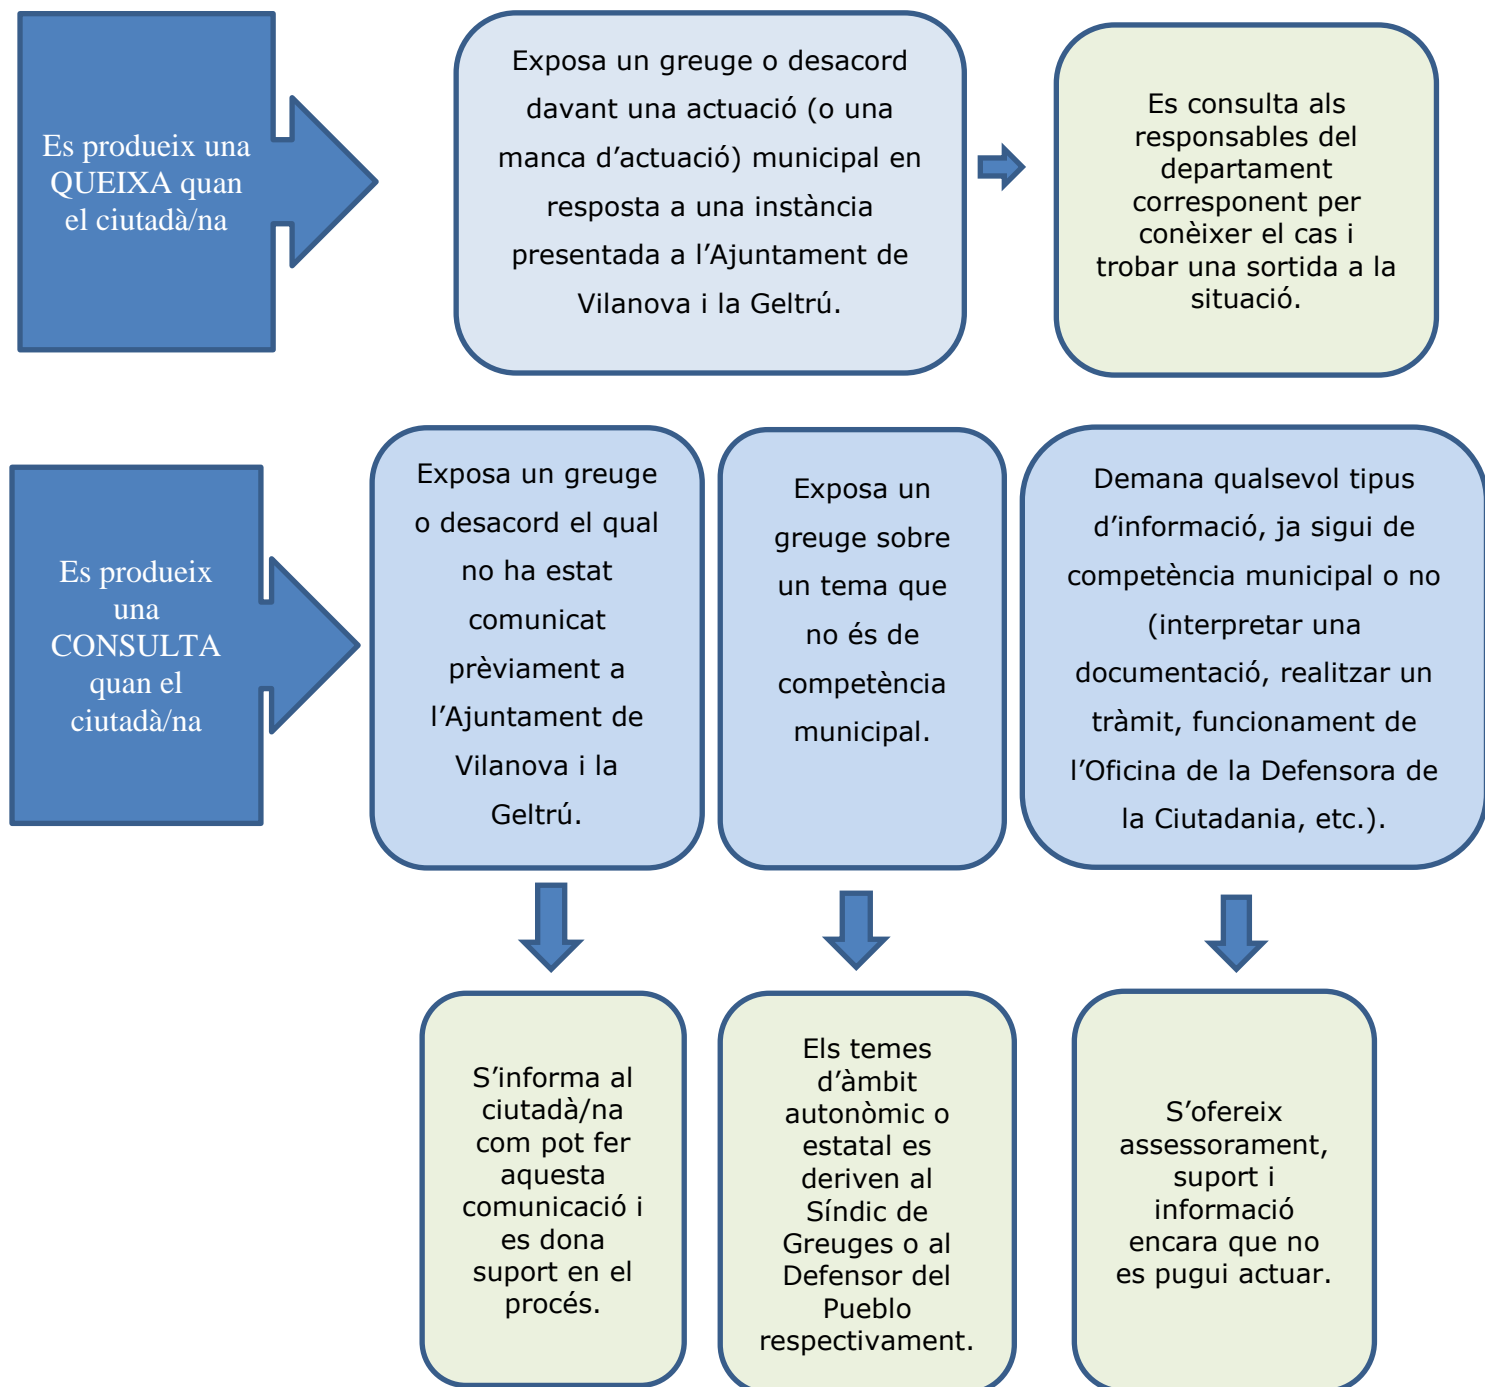 Es produeix una
QUEIXA quan
el ciutadà/na
Exposa un greuge o desacord
davant una actuació (o una
manca d’actuació) municipal en
resposta a una instància
presentada a l’Ajuntament de
Vilanova i la Geltrú.
Es consulta als
responsables del
departament
corresponent per
conèixer el cas i
trobar una sortida a la
situació.
Es produeix
una
CONSULTA
quan el
ciutadà/na
Exposa un greuge
o desacord el qual
no ha estat
comunicat
prèviament a
l’Ajuntament de
Vilanova i la
Geltrú.
Exposa un
greuge sobre
un tema que
no és de
competència
municipal.
Demana qualsevol tipus
d’informació, ja sigui de
competència municipal o no
(interpretar una
documentació, realitzar un
tràmit, funcionament de
l’Oficina de la Defensora de
la Ciutadania, etc.).
S’informa al
ciutadà/na
com pot fer
aquesta
comunicació i
es dona
suport en el
procés.
Els temes
d’àmbit
autonòmic o
estatal es
deriven al
Síndic de
Greuges o al
Defensor del
Pueblo
respectivament.
S’ofereix
assessorament,
suport i
informació
encara que no
es pugui actuar.